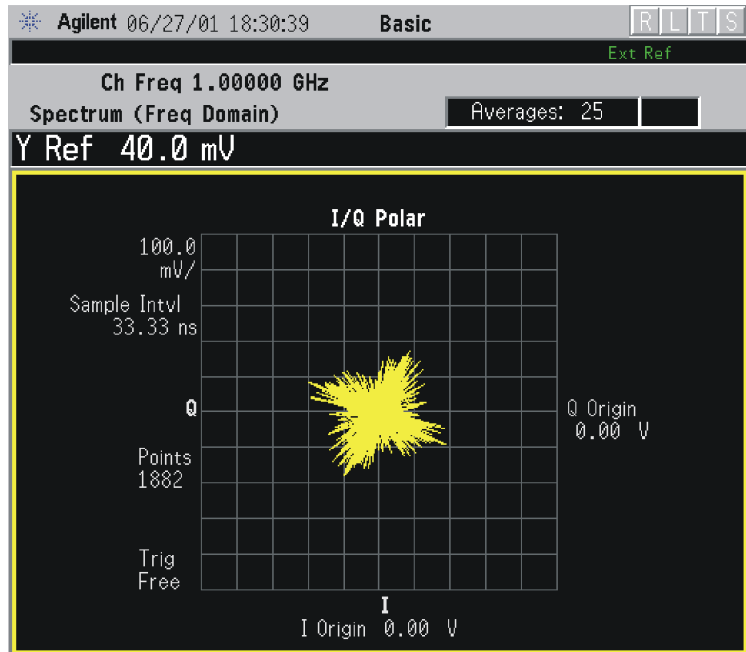 Agilent 06/27/01 18:30:39 Basic R L T S
Ext Ref
Ch Freq 1.00000 GHz
Spectrum (Freq Domain) Averages: 25
Y Ref 40.0 mV
I/Q Polar
100.0
mV/
Sample Intvl
33.33 ns
Q
Q Origin
0.00 V
Points
1882
Trig
Free
I
I Origin 0.00 V